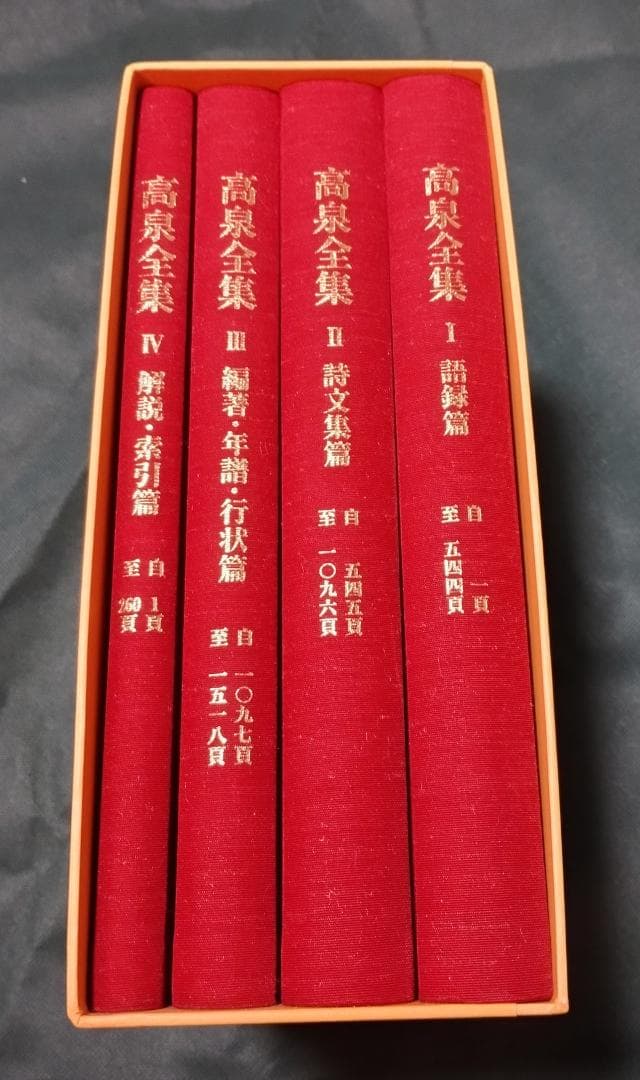 高泉全集 Ⅰ 語録篇
自 一頁
至 五四四頁
高泉全集 Ⅱ 詩文集篇
自 五四五頁
至 一〇九六頁
高泉全集 Ⅲ 編著・年譜・行状篇
自 一〇九七頁
至 一五一八頁
高泉全集 Ⅳ 解説・索引篇
自 1頁
至 260頁